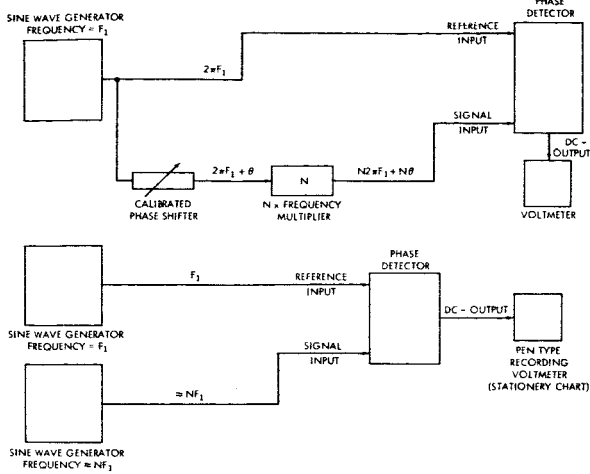 PHASE
DETECTOR
SINE WAVE GENERATOR
FREQUENCY = F₁
REFERENCE
INPUT
2πF₁
SIGNAL
INPUT
DC -
OUTPUT
2πF₁ + θ
N
N2πF₁ + Nθ
CALIBRATED
PHASE SHIFTER
N x FREQUENCY
MULTIPLIER
VOLTMETER
PHASE
DETECTOR
F₁
REFERENCE
INPUT
DC - OUTPUT
SINE WAVE GENERATOR
FREQUENCY = F₁
SIGNAL
INPUT
PEN TYPE
RECORDING
VOLTMETER
(STATIONERY CHART)
≈ NF₁
SINE WAVE GENERATOR
FREQUENCY ≈ NF₁